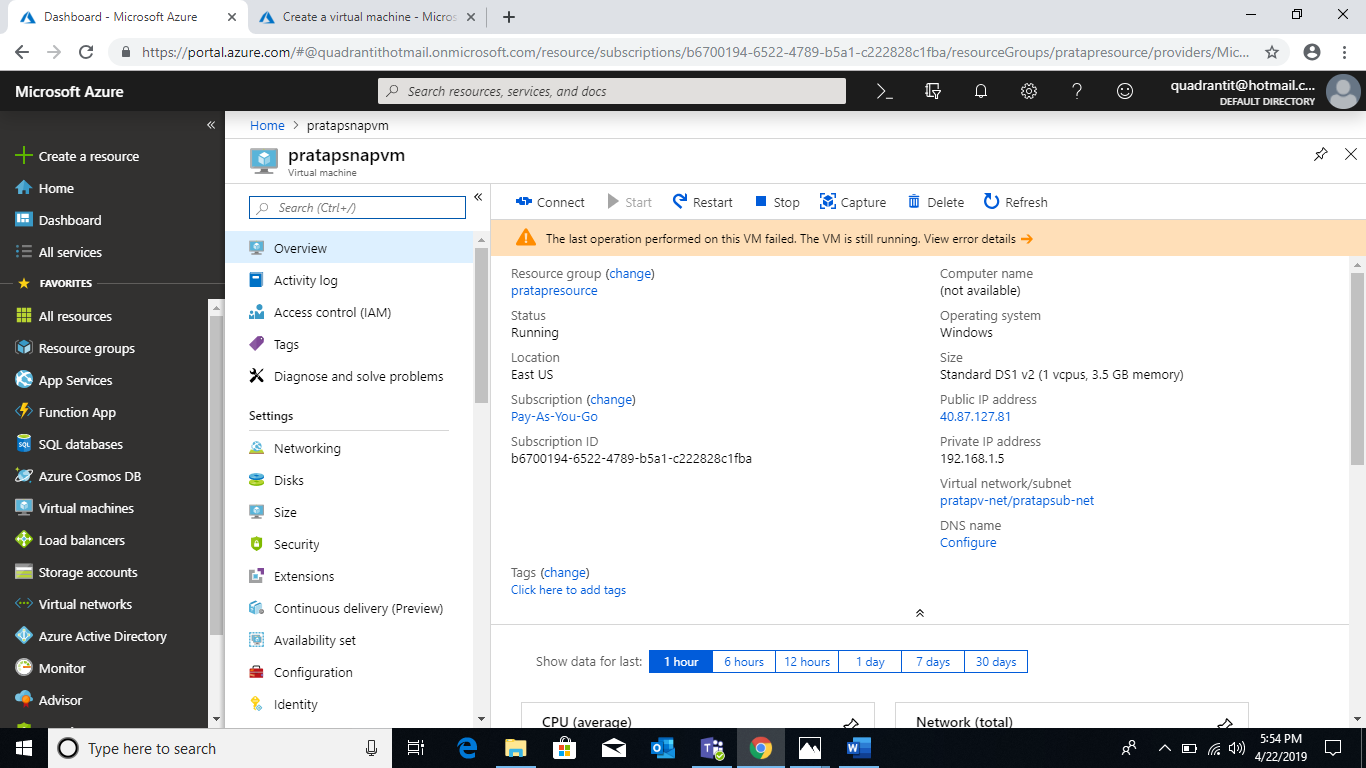 Dashboard - Microsoft Azure
Create a virtual machine - Micros
https://portal.azure.com/#@quadrantithotmail.onmicrosoft.com/resource/subscriptions/b6700194-6522-4789-b5a1-c222828c1fba/resourceGroups/pratapresource/providers/Mic...
Microsoft Azure
Search resources, services, and docs
quadrantit@hotmail.c...
DEFAULT DIRECTORY
Create a resource
Home
Dashboard
All services
FAVORITES
All resources
Resource groups
App Services
Function App
SQL databases
Azure Cosmos DB
Virtual machines
Load balancers
Storage accounts
Virtual networks
Azure Active Directory
Monitor
Advisor
Home > pratapsnapvm
pratapsnapvm
Virtual machine
Search (Ctrl+/)
Overview
Activity log
Access control (IAM)
Tags
Diagnose and solve problems
Settings
Networking
Disks
Size
Security
Extensions
Continuous delivery (Preview)
Availability set
Configuration
Identity
Connect Start Restart Stop Capture Delete Refresh
The last operation performed on this VM failed. The VM is still running. View error details →
Resource group (change)
pratapresource
Status
Running
Location
East US
Subscription (change)
Pay-As-You-Go
Subscription ID
b6700194-6522-4789-b5a1-c222828c1fba
Computer name
(not available)
Operating system
Windows
Size
Standard DS1 v2 (1 vcpus, 3.5 GB memory)
Public IP address
40.87.127.81
Private IP address
192.168.1.5
Virtual network/subnet
pratapv-net/pratapsub-net
DNS name
Configure
Tags (change)
Click here to add tags
Show data for last: 1 hour 6 hours 12 hours 1 day 7 days 30 days
CPU (average)
Network (total)
Type here to search
5:54 PM
4/22/2019